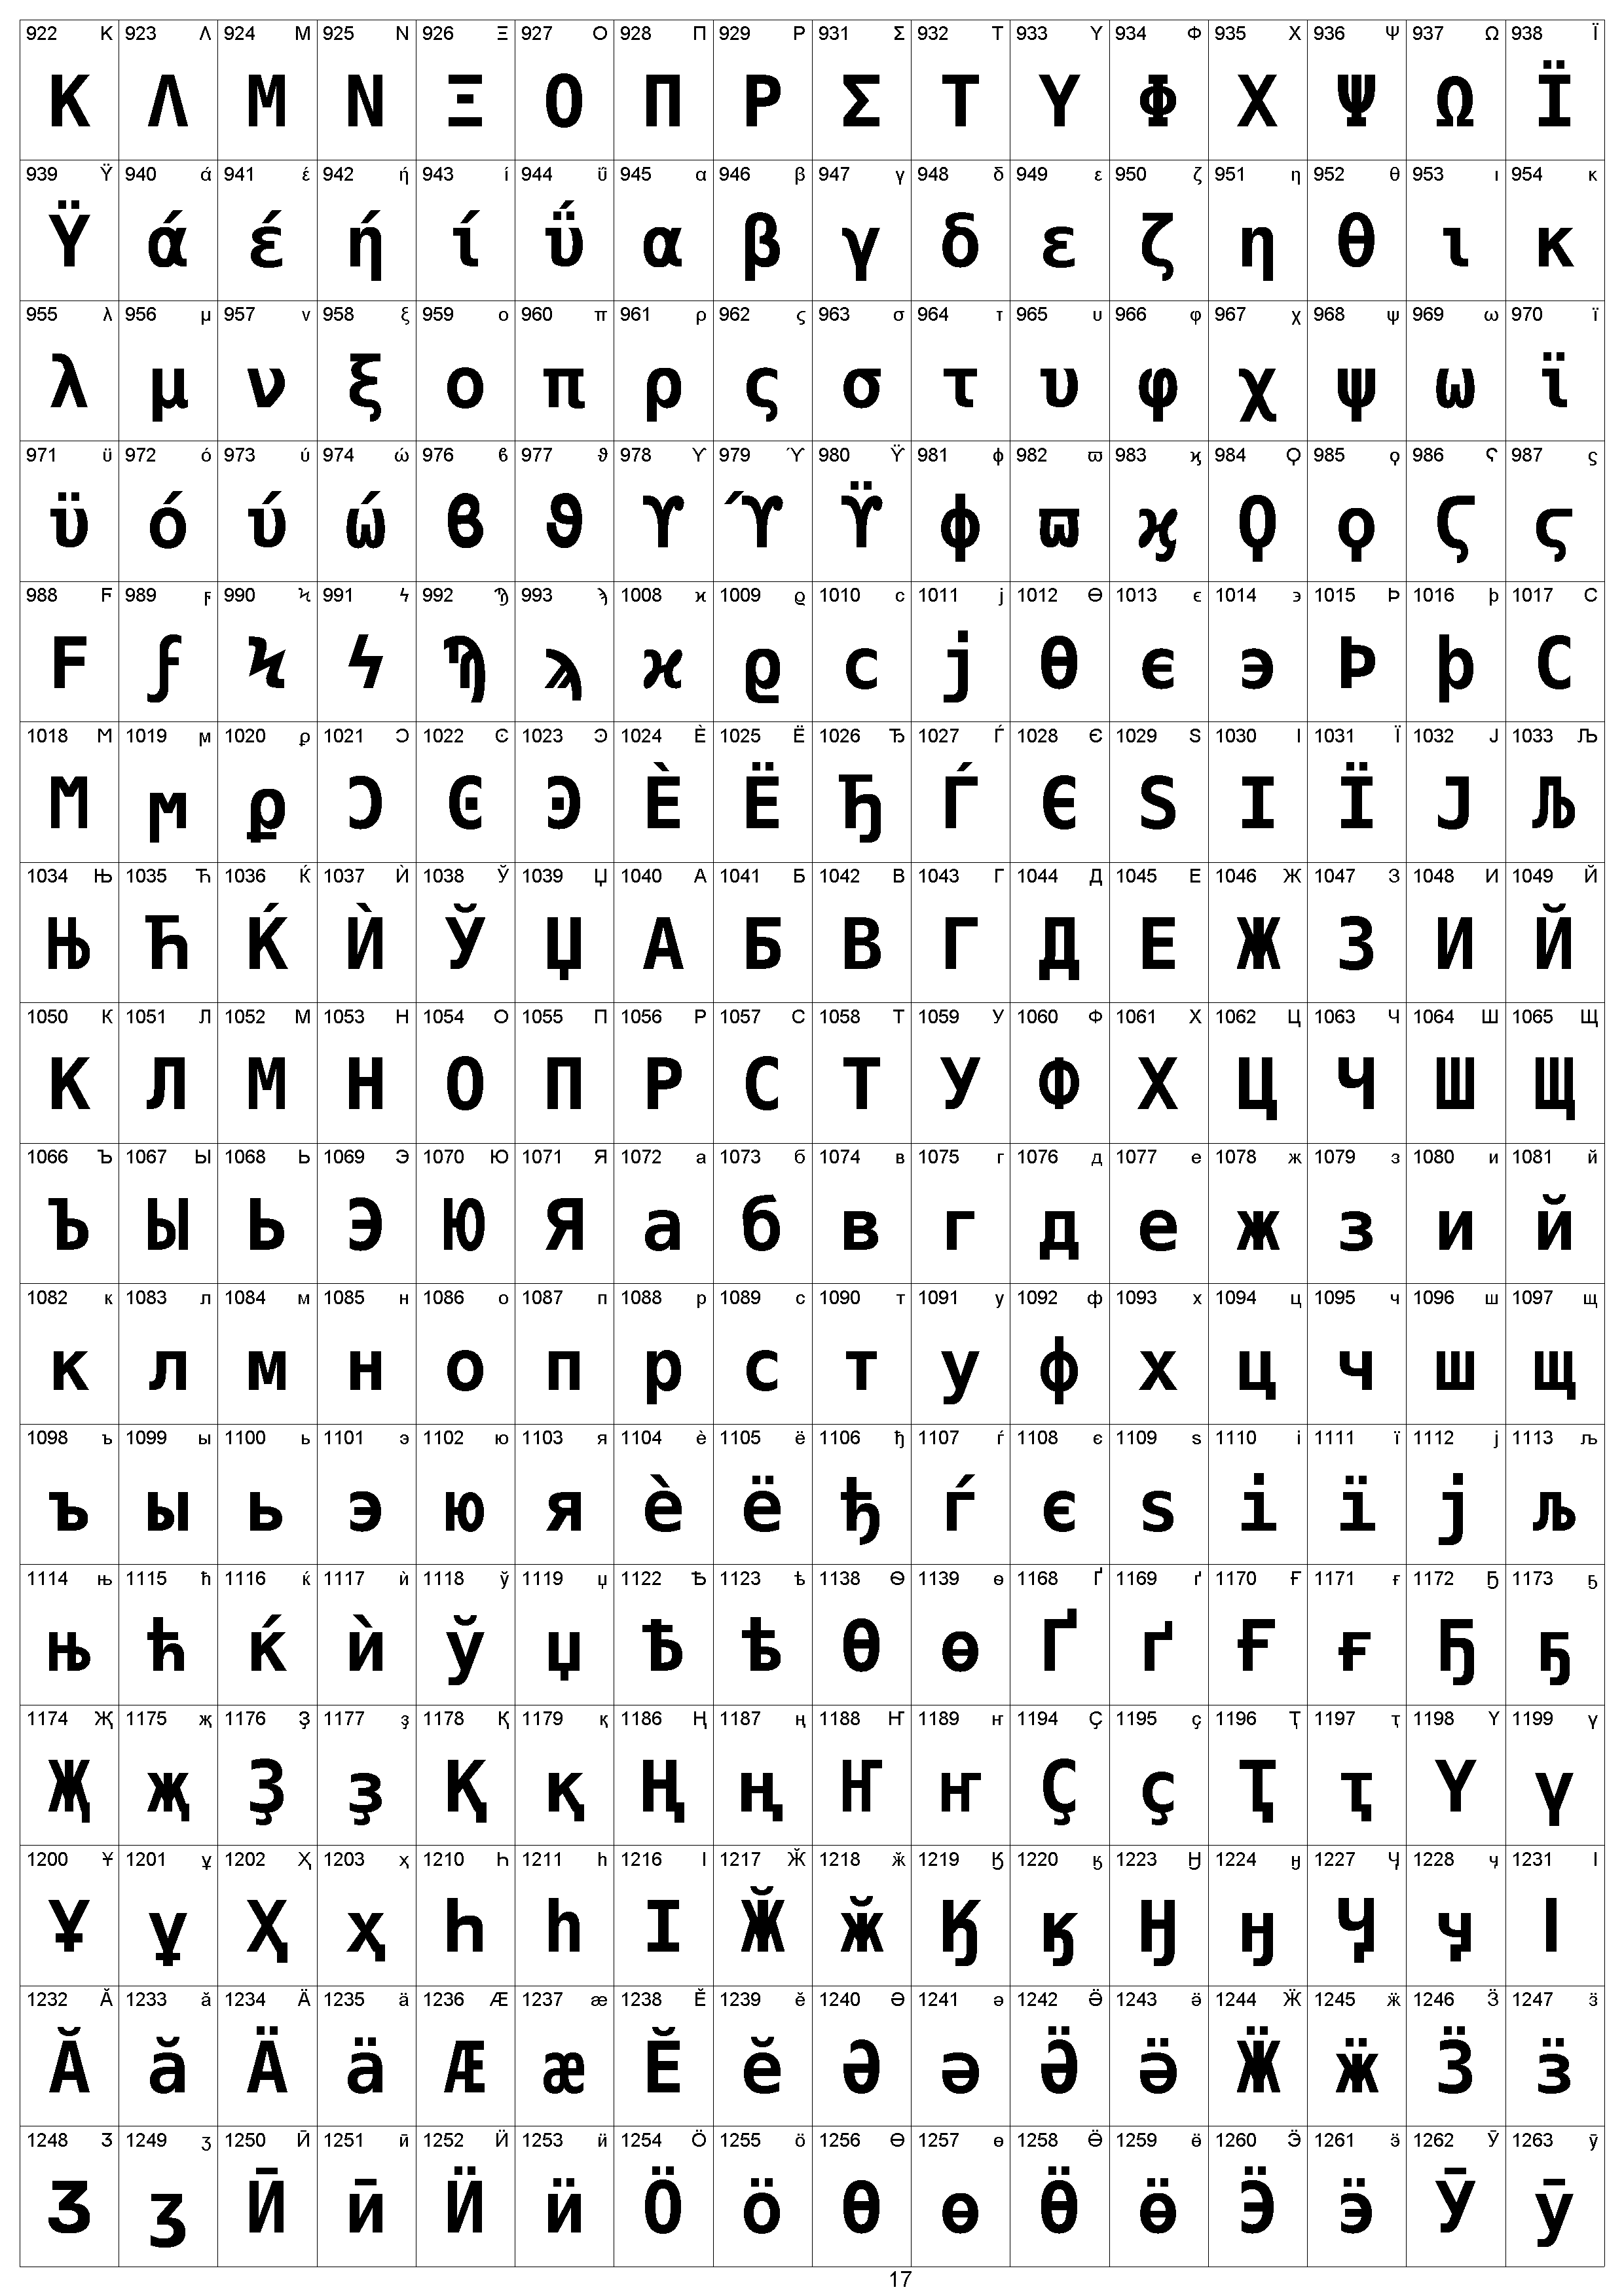 922 Κ 923 Λ 924 Μ 925 Ν 926 Ξ 927 Ο 928 Π 929 Ρ 931 Σ 932 Τ 933 Υ 934 Φ 935 Χ 936 Ψ 937 Ω 938 Ϊ
Κ Λ Μ Ν Ξ Ο Π Ρ Σ Τ Υ Φ Χ Ψ Ω Ϊ
939 Ϋ 940 ά 941 έ 942 ή 943 ί 944 ΰ 945 α 946 β 947 γ 948 δ 949 ε 950 ζ 951 η 952 θ 953 ι 954 κ
Ϋ ά έ ή ί ΰ α β γ δ ε ζ η θ ι κ
955 λ 956 μ 957 ν 958 ξ 959 ο 960 π 961 ρ 962 ς 963 σ 964 τ 965 υ 966 φ 967 χ 968 ψ 969 ω 970 ϊ
λ μ ν ξ ο π ρ ς σ τ υ φ χ ψ ω ϊ
971 ϋ 972 ό 973 ύ 974 ώ 976 ϐ 977 ϑ 978 ϒ 979 ϓ 980 ϔ 981 ϕ 982 ϖ 983 ϗ 984 Ϙ 985 ϙ 986 Ϛ 987 ϛ
ϋ ό ύ ώ ϐ ϑ ϒ ϓ ϔ ϕ ϖ ϗ Ϙ ϙ Ϛ ϛ
988 Ϝ 989 ϝ 990 Ϟ 991 ϟ 992 Ϡ 993 ϡ 1008 ϰ 1009 ϱ 1010 ϲ 1011 ϳ 1012 ϴ 1013 ϵ 1014 ϶ 1015 Ϸ 1016 ϸ 1017 Ϲ
Ϝ ϝ Ϟ ϟ Ϡ ϡ ϰ ϱ ϲ ϳ ϴ ϵ ϶ Ϸ ϸ Ϲ
1018 Ϻ 1019 ϻ 1020 ϼ 1021 Ͻ 1022 Ͼ 1023 Ͽ 1024 Ѐ 1025 Ё 1026 Ђ 1027 Ѓ 1028 Є 1029 Ѕ 1030 І 1031 Ї 1032 Ј 1033 Љ
Ϻ ϻ ϼ Ͻ Ͼ Ͽ Ѐ Ё Ђ Ѓ Є Ѕ І Ї Ј Љ
1034 Њ 1035 Ћ 1036 Ќ 1037 Ѝ 1038 Ў 1039 Џ 1040 А 1041 Б 1042 В 1043 Г 1044 Д 1045 Е 1046 Ж 1047 З 1048 И 1049 Й
Њ Ћ Ќ Ѝ Ў Џ А Б В Г Д Е Ж З И Й
1050 К 1051 Л 1052 М 1053 Н 1054 О 1055 П 1056 Р 1057 С 1058 Т 1059 У 1060 Ф 1061 Х 1062 Ц 1063 Ч 1064 Ш 1065 Щ
К Л М Н О П Р С Т У Ф Х Ц Ч Ш Щ
1066 Ъ 1067 Ы 1068 Ь 1069 Э 1070 Ю 1071 Я 1072 а 1073 б 1074 в 1075 г 1076 д 1077 е 1078 ж 1079 з 1080 и 1081 й
Ъ Ы Ь Э Ю Я а б в г д е ж з и й
1082 к 1083 л 1084 м 1085 н 1086 о 1087 п 1088 р 1089 с 1090 т 1091 у 1092 ф 1093 х 1094 ц 1095 ч 1096 ш 1097 щ
к л м н о п р с т у ф х ц ч ш щ
1098 ъ 1099 ы 1100 ь 1101 э 1102 ю 1103 я 1104 ѐ 1105 ё 1106 ђ 1107 ѓ 1108 є 1109 ѕ 1110 і 1111 ї 1112 ј 1113 љ
ъ ы ь э ю я ѐ ё ђ ѓ є ѕ і ї ј љ
1114 њ 1115 ћ 1116 ќ 1117 ѝ 1118 ў 1119 џ 1122 Ѣ 1123 ѣ 1138 Ѳ 1139 ѳ 1168 Ґ 1169 ґ 1170 Ғ 1171 ғ 1172 Ҕ 1173 ҕ
њ ћ ќ ѝ ў џ Ѣ ѣ Ѳ ѳ Ґ ґ Ғ ғ Ҕ ҕ
1174 Җ 1175 җ 1176 Ҙ 1177 ҙ 1178 Қ 1179 қ 1186 Ң 1187 ң 1188 Ҥ 1189 ҥ 1194 Ҫ 1195 ҫ 1196 Ҭ 1197 ҭ 1198 Ү 1199 ү
Җ җ Ҙ ҙ Қ қ Ң ң Ҥ ҥ Ҫ ҫ Ҭ ҭ Ү ү
1200 Ұ 1201 ұ 1202 Ҳ 1203 ҳ 1210 Һ 1211 һ 1216 Ӏ 1217 Ӂ 1218 ӂ 1219 Ӄ 1220 ӄ 1223 Ӈ 1224 ӈ 1227 Ӌ 1228 ӌ 1231 ӏ
Ұ ұ Ҳ ҳ Һ һ Ӏ Ӂ ӂ Ӄ ӄ Ӈ ӈ Ӌ ӌ ӏ
1232 Ӑ 1233 ӑ 1234 Ӓ 1235 ӓ 1236 Ӕ 1237 ӕ 1238 Ӗ 1239 ӗ 1240 Ә 1241 ә 1242 Ӛ 1243 ӛ 1244 Ӝ 1245 ӝ 1246 Ӟ 1247 ӟ
Ӑ ӑ Ӓ ӓ Ӕ ӕ Ӗ ӗ Ә ә Ӛ ӛ Ӝ ӝ Ӟ ӟ
1248 Ӡ 1249 ӡ 1250 Ӣ 1251 ӣ 1252 Ӥ 1253 ӥ 1254 Ӧ 1255 ӧ 1256 Ө 1257 ө 1258 Ӫ 1259 ӫ 1260 Ӭ 1261 ӭ 1262 Ӯ 1263 ӯ
Ӡ ӡ Ӣ ӣ Ӥ ӥ Ӧ ӧ Ө ө Ӫ ӫ Ӭ ӭ Ӯ ӯ
17